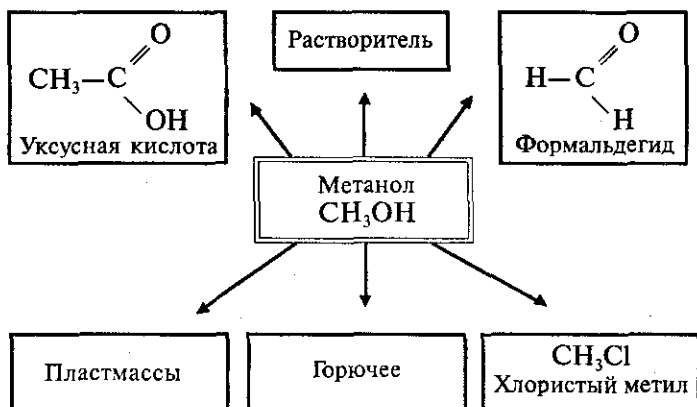 O
CH₃—C
OH
Уксусная кислота
Растворитель
O
H—C
H
Формальдегид
Метанол
CH₃OH
Пластмассы
Горючее
CH₃Cl
Хлористый метил